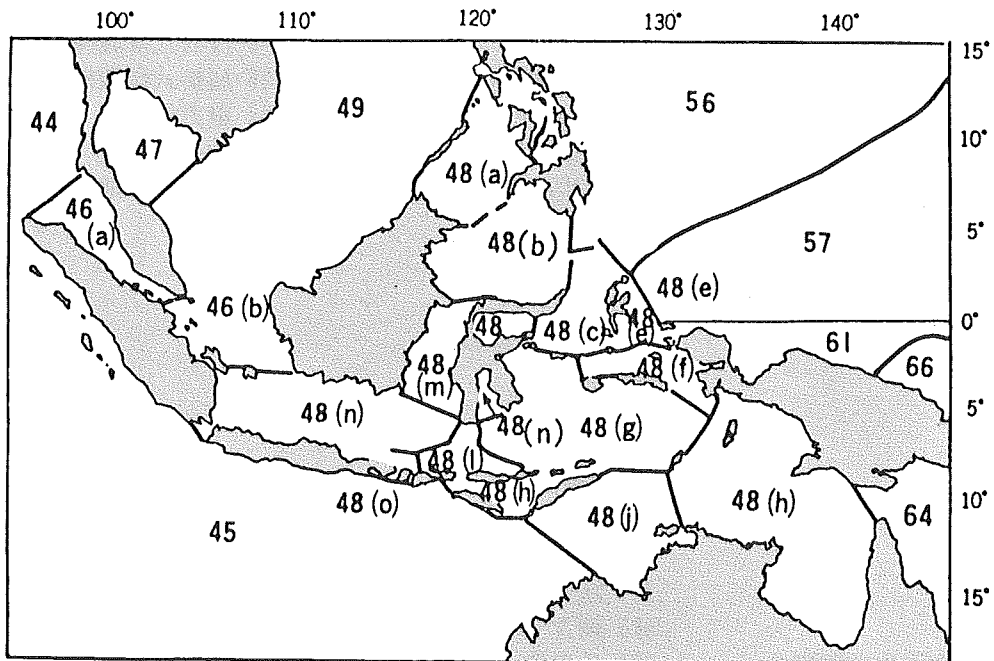 100° 110° 120° 130° 140°
15°
44 47 49 56
10°
48 (a)
46 (a)
5°
48 (b) 57
48 (e)
46 (b) 48 48 (c) 48 e)
0°
61
48 (m) 48 (f) 66
48 (n) 48 (n) 48 (g)
5°
48 (l)
48 (o) 48 (h) 48 (j) 48 (h) 64
10°
45
15°